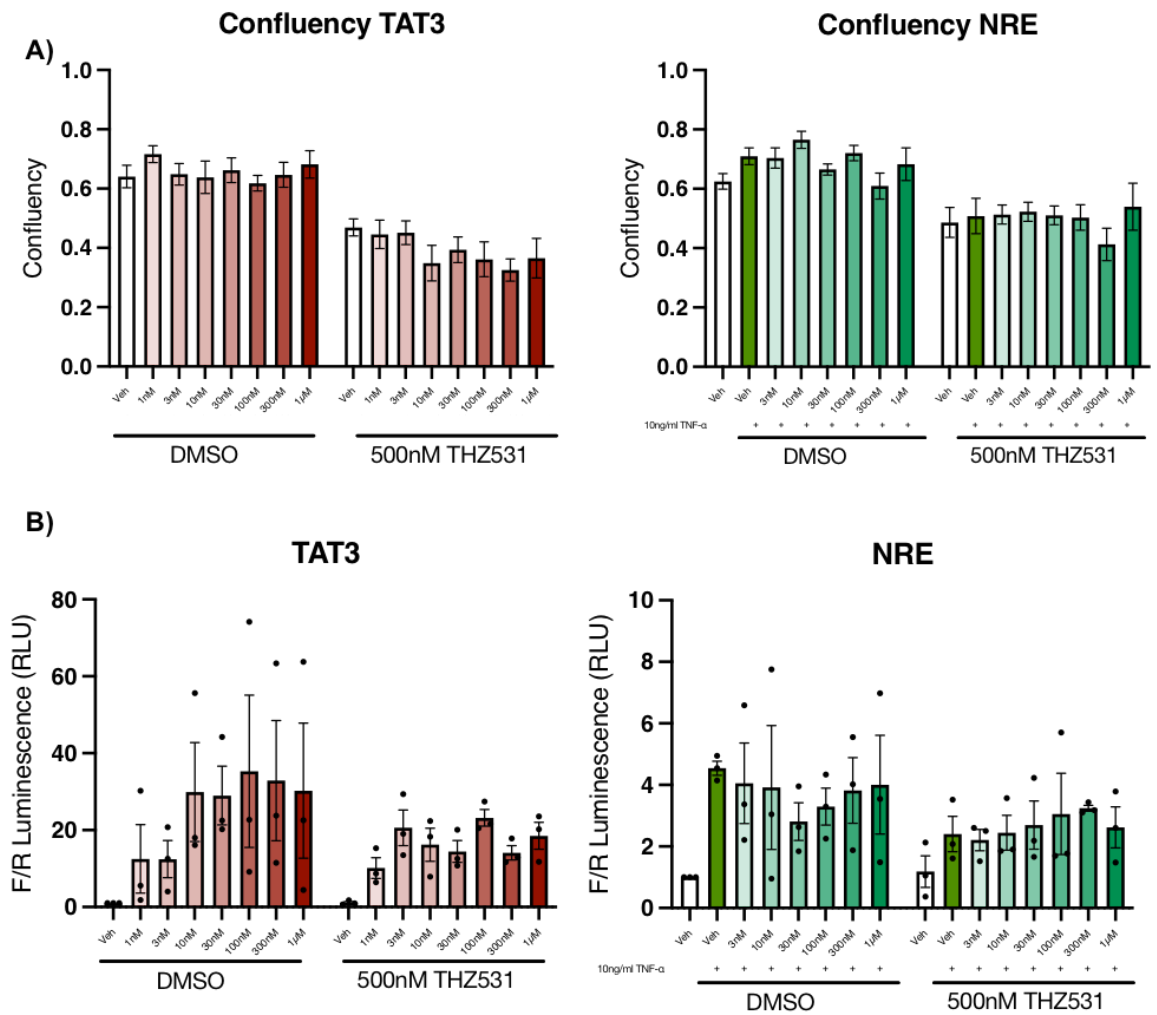 Confluency TAT3
Confluency NRE
A)
1.0
0.8
0.6
0.4
0.2
0.0
Confluency
Veh 1nM 3nM 10nM 30nM 100nM 300nM 1μM Veh 1nM 3nM 10nM 30nM 100nM 300nM 1μM
DMSO 500nM THZ531
1.0
0.8
0.6
0.4
0.2
0.0
Confluency
Veh Veh 3nM 10nM 30nM 100nM 300nM 1μM Veh Veh 3nM 10nM 30nM 100nM 300nM 1μM
10ng/ml TNF-α + + + + + + + + + + + + + +
DMSO 500nM THZ531
B)
TAT3
NRE
80
60
40
20
0
F/R Luminescence (RLU)
Veh 1nM 3nM 10nM 30nM 100nM 300nM 1μM Veh 1nM 3nM 10nM 30nM 100nM 300nM 1μM
DMSO 500nM THZ531
10
8
6
4
2
0
F/R Luminescence (RLU)
Veh Veh 3nM 10nM 30nM 100nM 300nM 1μM Veh Veh 3nM 10nM 30nM 100nM 300nM 1μM
10ng/ml TNF-α + + + + + + + + + + + + + +
DMSO 500nM THZ531